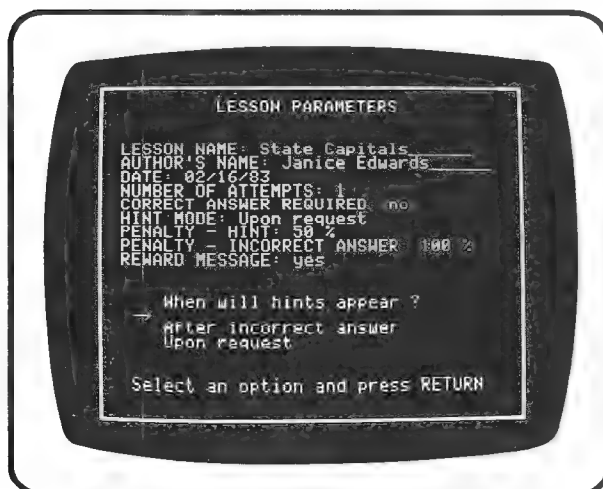 LESSON PARAMETERS
LESSON NAME: State Capitals
AUTHOR'S NAME: Janice Edwards
DATE: 02/16/83
NUMBER OF ATTEMPTS: 1
CORRECT ANSWER REQUIRED no
HINT MODE: Upon request
PENALTY - HINT: 50 %
PENALTY - INCORRECT ANSWER 100 %
REWARD MESSAGE: yes
When will hints appear ?
After incorrect answer
Upon request
Select an option and press RETURN